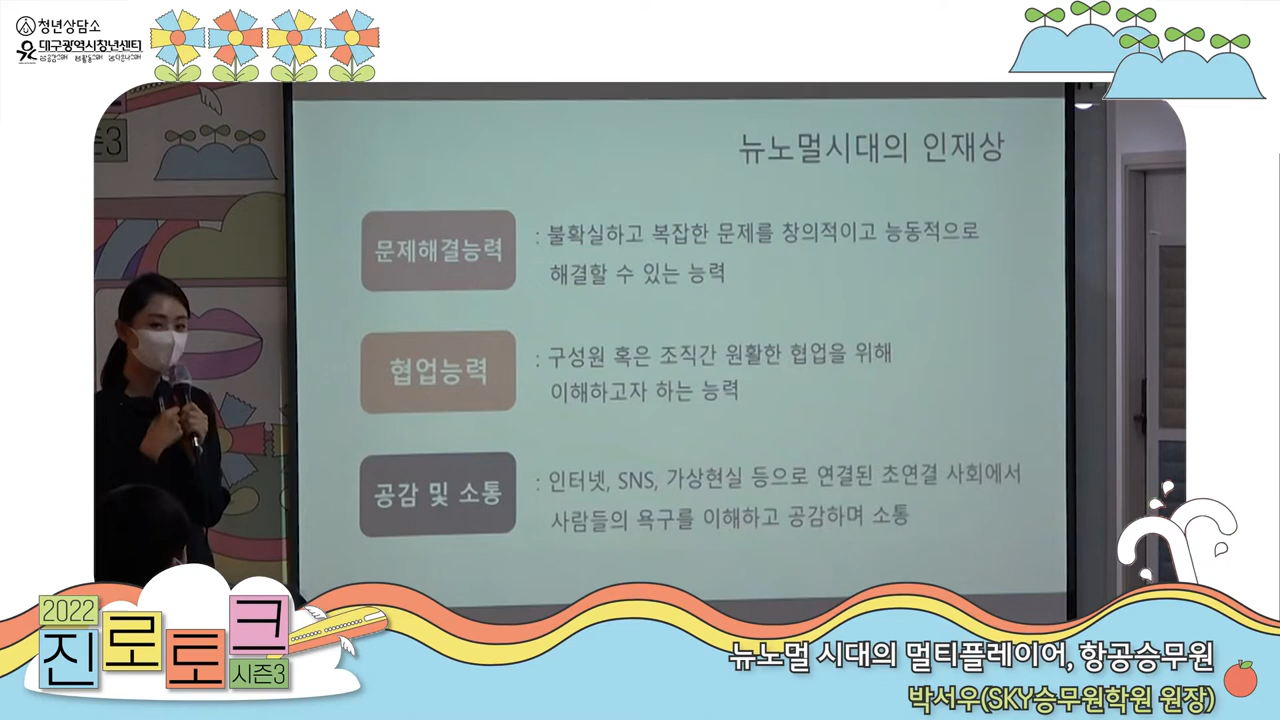 청년상담소
대구광역시청년센터
즌3
뉴노멀시대의 인재상
문제해결능력
: 불확실하고 복잡한 문제를 창의적이고 능동적으로
해결할 수 있는 능력
협업능력
: 구성원 혹은 조직간 원활한 협업을 위해
이해하고자 하는 능력
공감 및 소통
: 인터넷, SNS, 가상현실 등으로 연결된 초연결 사회에서
사람들의 욕구를 이해하고 공감하며 소통
2022
진로토크
시즌3
뉴노멀 시대의 멀티플레이어, 항공승무원
박서우(SKY승무원학원 원장)